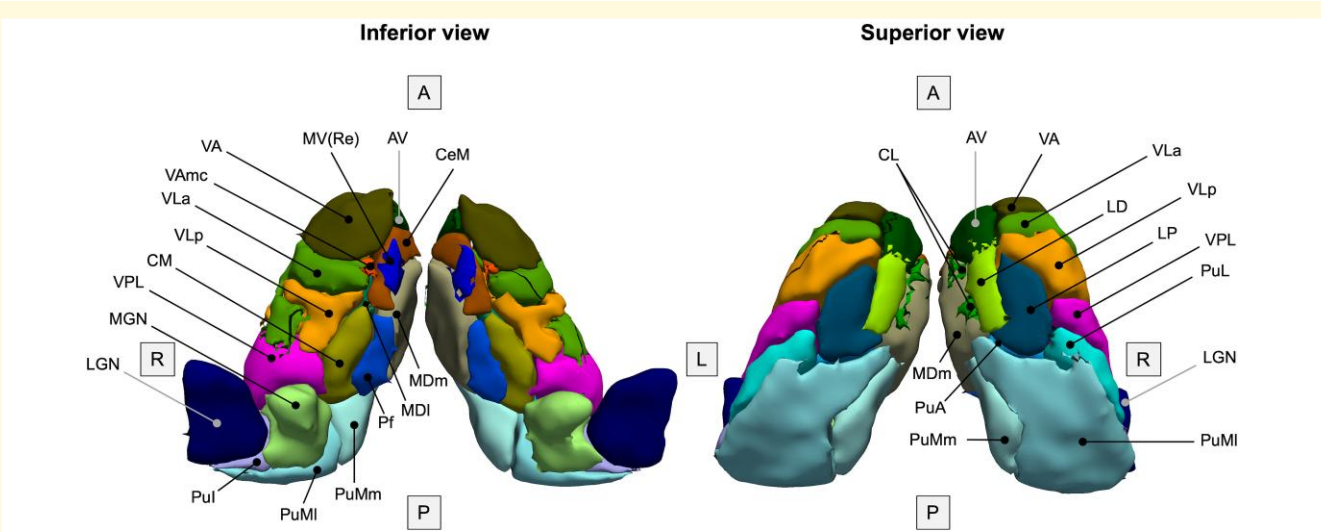 Inferior view
Superior view
A
A
MV(Re)
AV
CeM
VA
VAmc
VLa
VLp
CM
VPL
MGN
LGN
R
MDm
MDl
Pf
PuI
PuMl
PuMm
P
CL
AV
VA
VLa
VLp
LD
LP
VPL
PuL
L
R
LGN
MDm
PuA
PuMm
PuMl
P